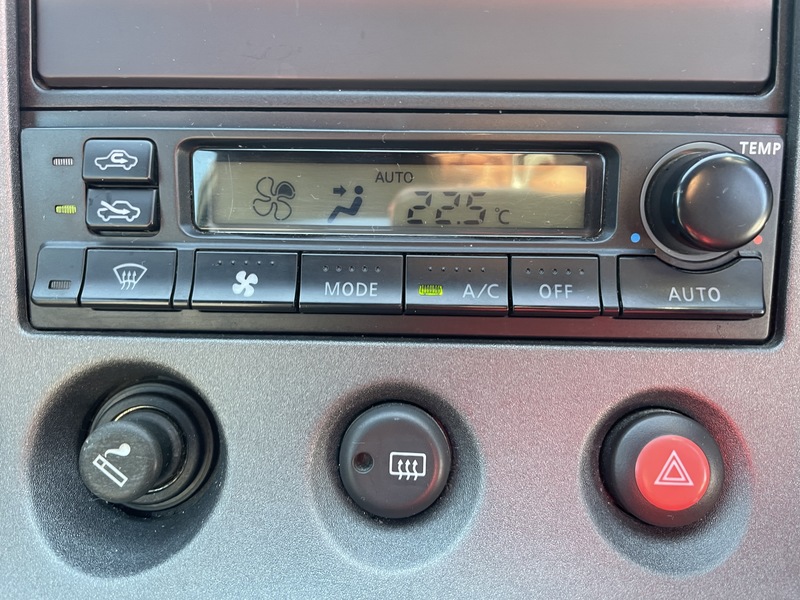 TEMP
AUTO
22.5 °C
MODE
A/C
OFF
AUTO